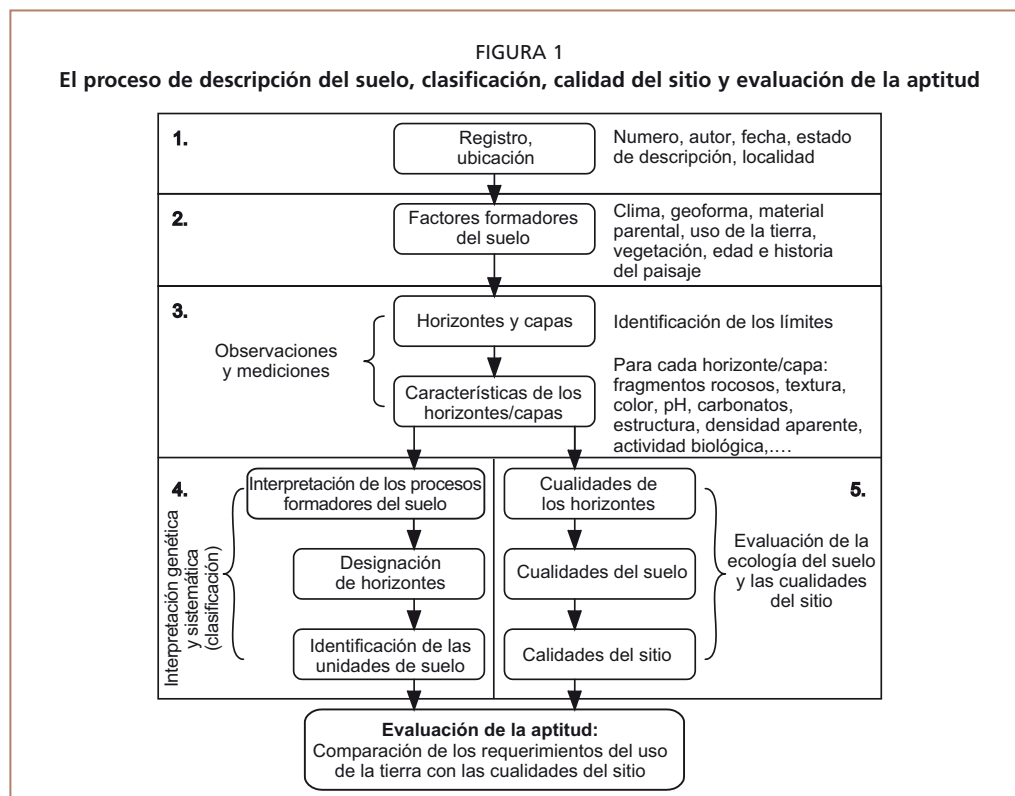 FIGURA 1
El proceso de descripción del suelo, clasificación, calidad del sitio y evaluación de la aptitud
1.
Registro,
ubicación
Numero, autor, fecha, estado
de descripción, localidad
2.
Factores formadores
del suelo
Clima, geoforma, material
parental, uso de la tierra,
vegetación, edad e historia
del paisaje
3.
Observaciones
y mediciones
Horizontes y capas
Identificación de los límites
Características de los
horizontes/capas
Para cada horizonte/capa:
fragmentos rocosos, textura,
color, pH, carbonatos,
estructura, densidad aparente,
actividad biológica,....
4.
Interpretación genética
y sistemática
(clasificación)
Interpretación de los procesos
formadores del suelo
Designación
de horizontes
Identificación de las
unidades de suelo
5.
Cualidades de
los horizontes
Cualidades del suelo
Calidades del sitio
Evaluación de la
ecología del suelo
y las cualidades
del sitio
Evaluación de la aptitud:
Comparación de los requerimientos del uso
de la tierra con las cualidades del sitio